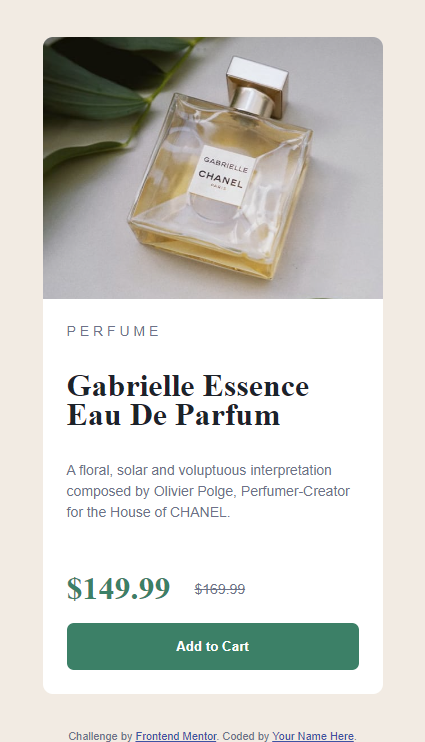 GABRIELLE
CHANEL
PARIS
PERFUME
Gabrielle Essence
Eau De Parfum
A floral, solar and voluptuous interpretation
composed by Olivier Polge, Perfumer-Creator
for the House of CHANEL.
$149.99 $169.99
Add to Cart
Challenge by Frontend Mentor. Coded by Your Name Here.